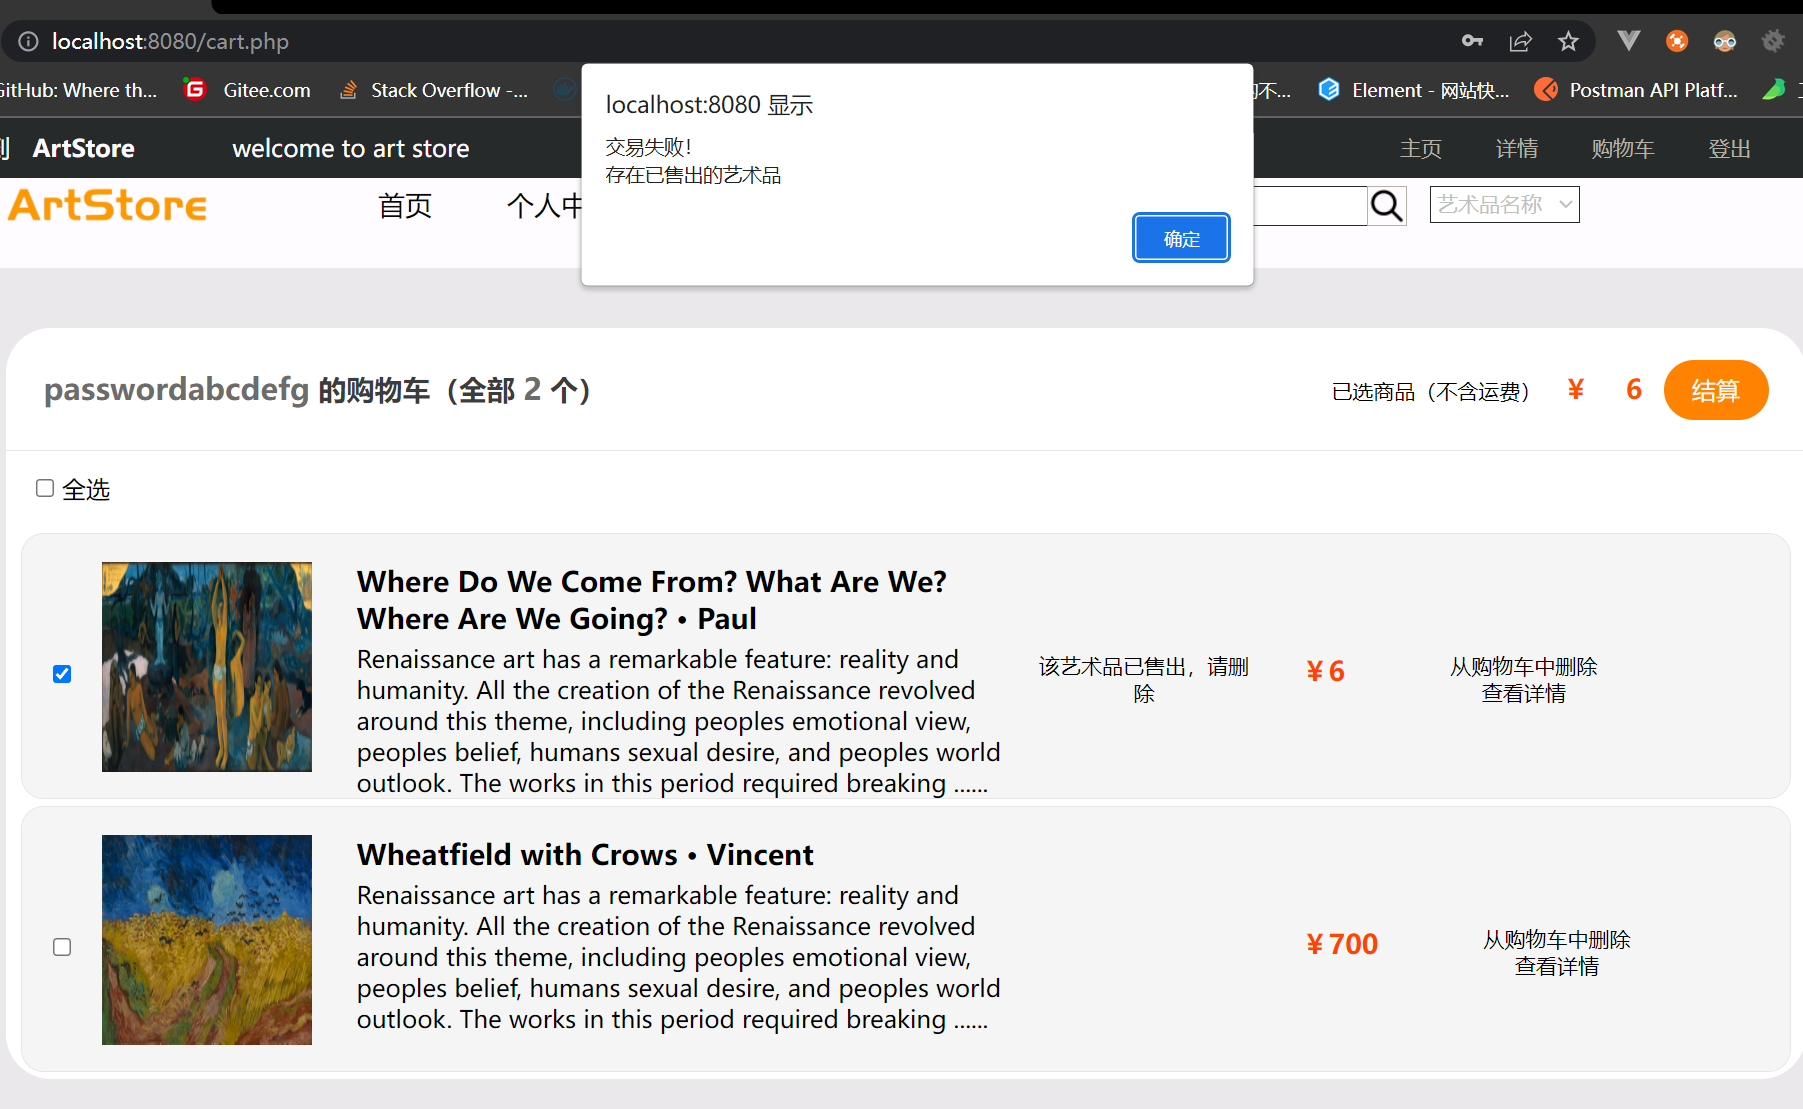 localhost:8080/cart.php
GitHub: Where th...
Gitee.com
Stack Overflow -...
不...
Element - 网站快...
Postman API Platf...
localhost:8080 显示
交易失败！
存在已售出的艺术品
确定
ArtStore
welcome to art store
主页
详情
购物车
登出
ArtStore
首页
个人中
艺术品名称
passwordabcdefg 的购物车（全部 2 个）
已选商品（不含运费）
¥
6
结算
全选
Where Do We Come From? What Are We?
Where Are We Going? • Paul
Renaissance art has a remarkable feature: reality and
humanity. All the creation of the Renaissance revolved
around this theme, including peoples emotional view,
peoples belief, humans sexual desire, and peoples world
outlook. The works in this period required breaking ......
该艺术品已售出，请删
除
¥ 6
从购物车中删除
查看详情
Wheatfield with Crows • Vincent
Renaissance art has a remarkable feature: reality and
humanity. All the creation of the Renaissance revolved
around this theme, including peoples emotional view,
peoples belief, humans sexual desire, and peoples world
outlook. The works in this period required breaking ......
¥ 700
从购物车中删除
查看详情